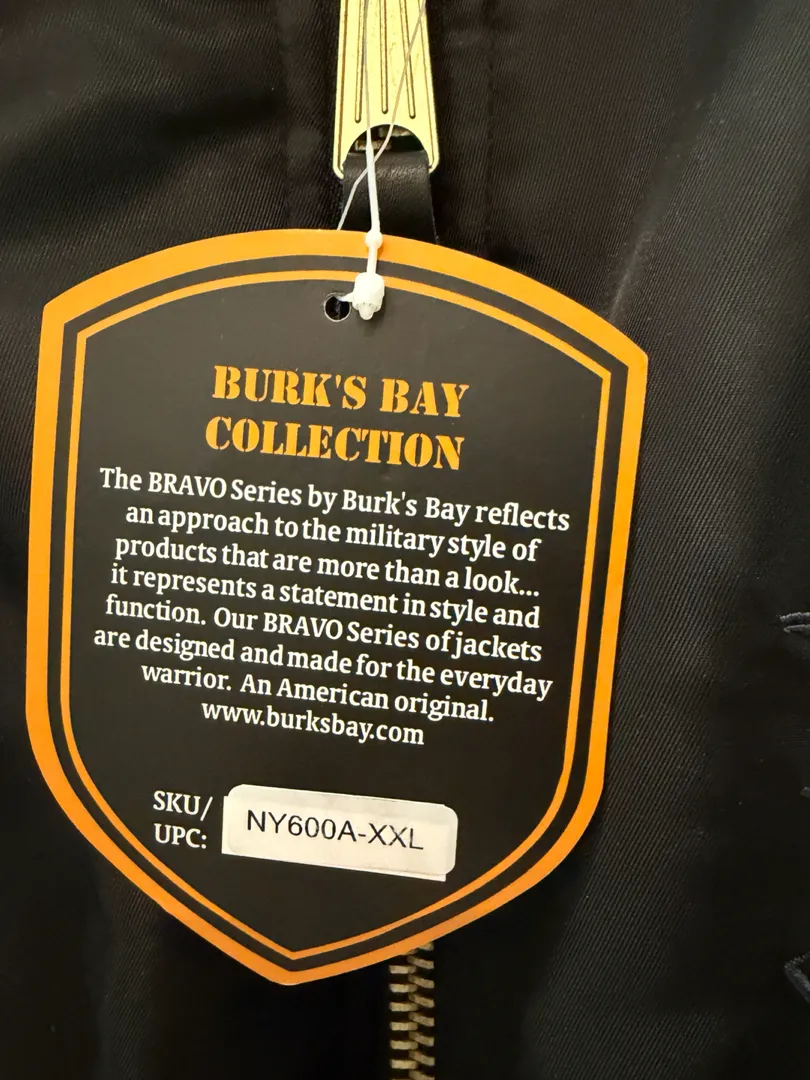 BURK'S BAY
COLLECTION
The BRAVO Series by Burk's Bay reflects
an approach to the military style of
products that are more than a look...
it represents a statement in style and
function. Our BRAVO Series of jackets
are designed and made for the everyday
warrior. An American original.
www.burksbay.com
SKU/
UPC:
NY600A-XXL